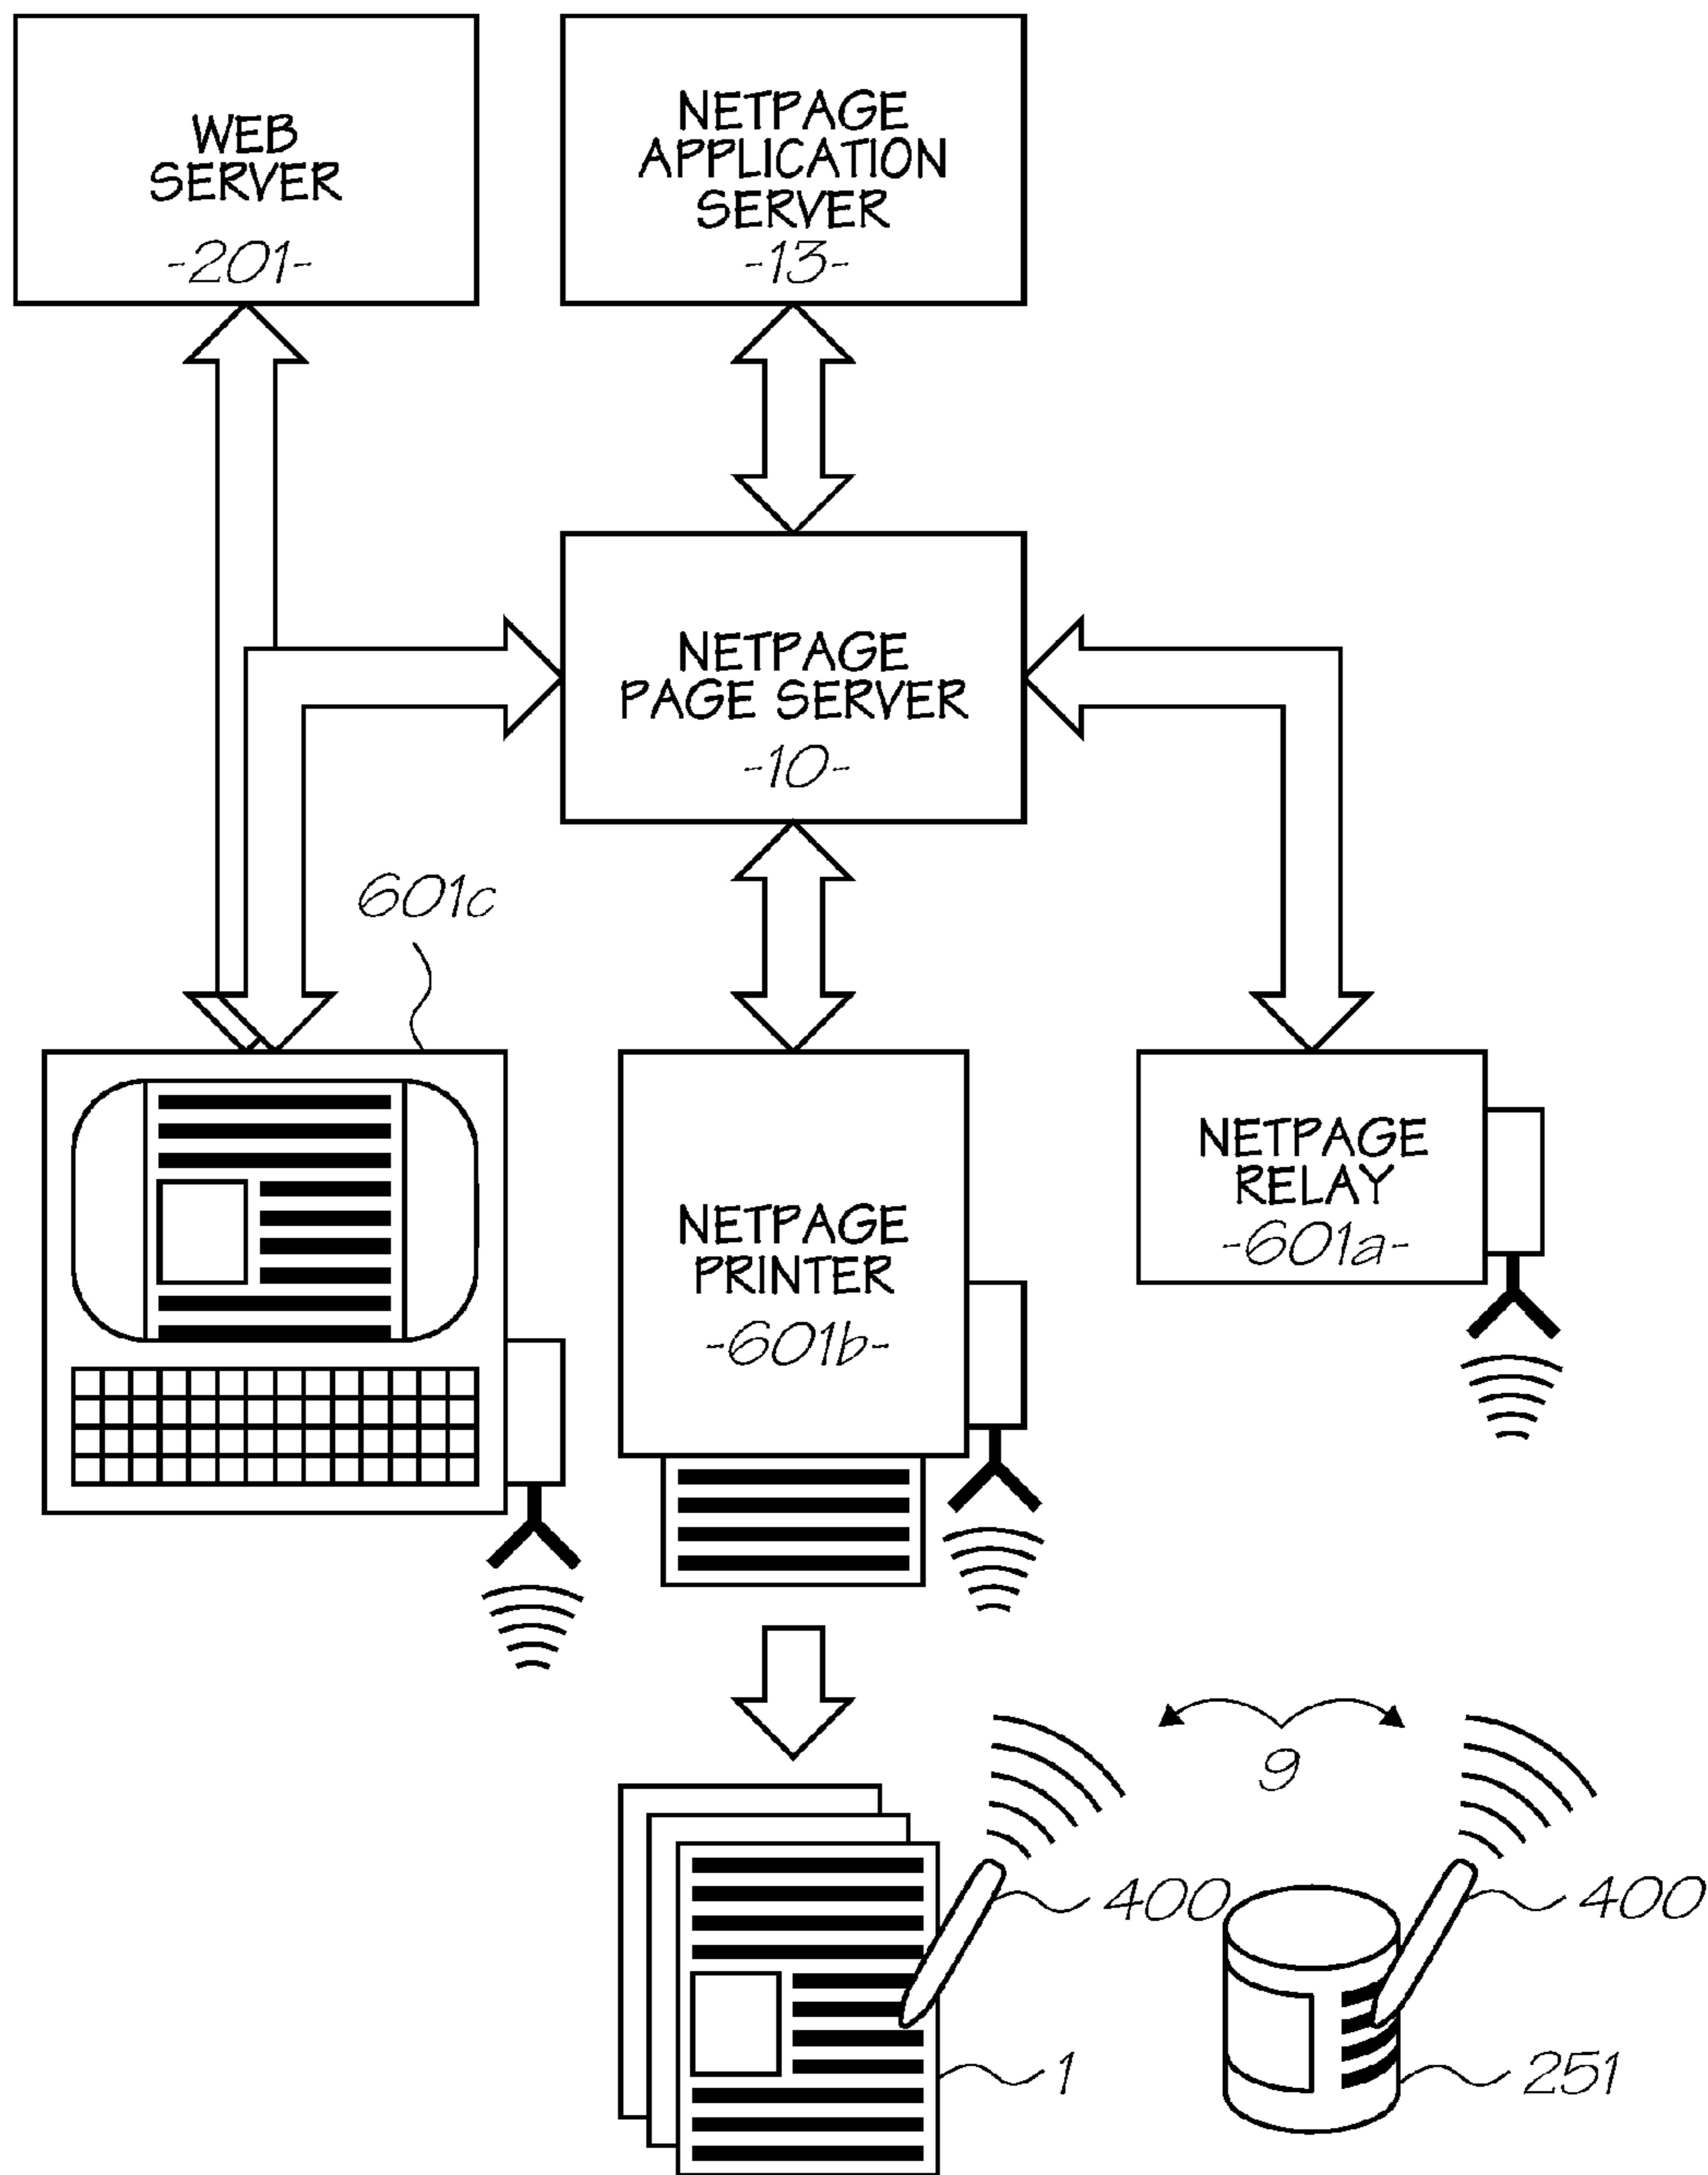 WEB
SERVER
-201-
NETPAGE
APPLICATION
SERVER
-13-
NETPAGE
PAGE SERVER
-10-
601c
NETPAGE
PRINTER
-601b-
NETPAGE
RELAY
-601a-
9
400
400
1
251